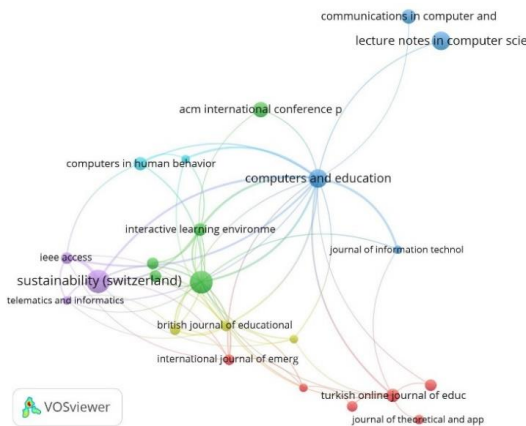 communications in computer and
lecture notes in computer scie
acm international conference p
computers in human behavior
computers and education
interactive learning environme
journal of information technol
ieee access
sustainability (switzerland)
telematics and informatics
british journal of educational
international journal of emerg
turkish online journal of educ
journal of theoretical and app
VOSviewer